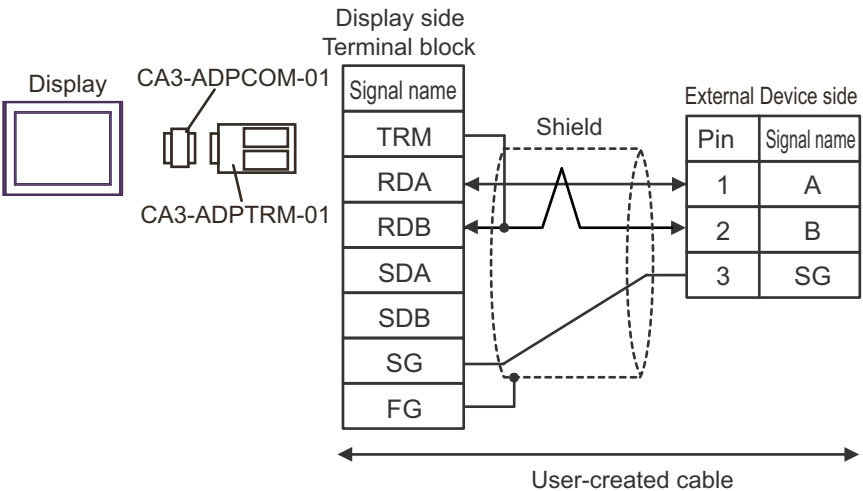 Display side
Terminal block
Display
CA3-ADPCOM-01
CA3-ADPTRM-01
Signal name
TRM
RDA
RDB
SDA
SDB
SG
FG
Shield
External Device side
Pin Signal name
1 A
2 B
3 SG
User-created cable